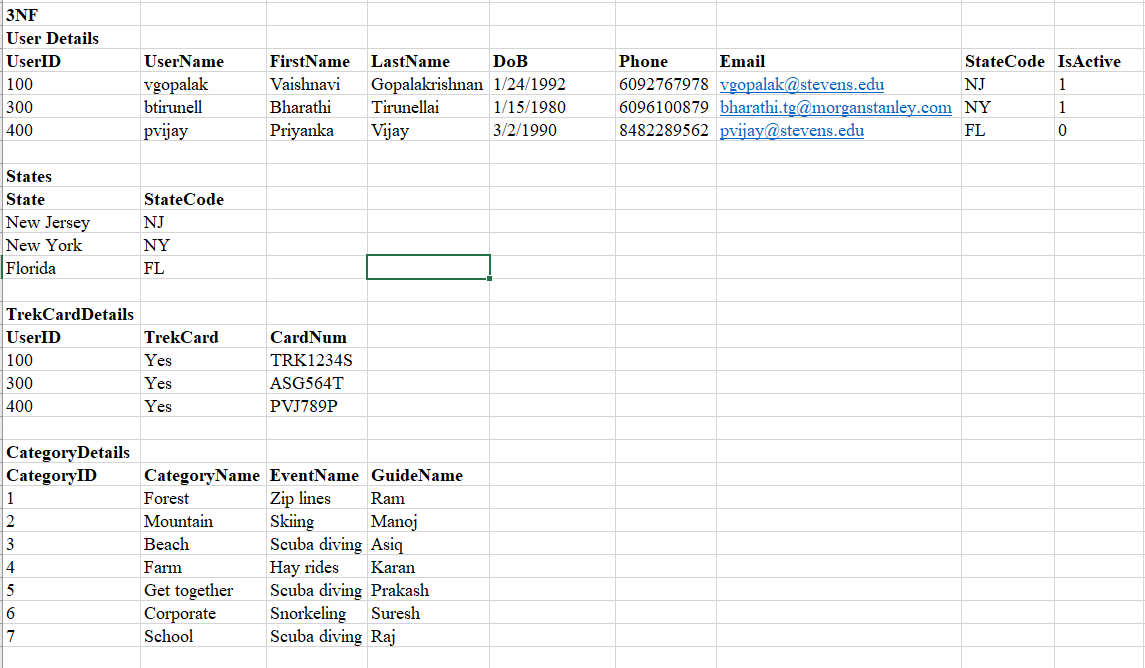 3NF
User Details
UserID UserName FirstName LastName DoB Phone Email StateCode IsActive
100 vgopalak Vaishnavi Gopalakrishnan 1/24/1992 6092767978 vgopalak@stevens.edu NJ 1
300 btirunell Bharathi Tirunellai 1/15/1980 6096100879 bharathi.tg@morganstanley.com NY 1
400 pvijay Priyanka Vijay 3/2/1990 8482289562 pvijay@stevens.edu FL 0
States
State StateCode
New Jersey NJ
New York NY
Florida FL
TrekCardDetails
UserID TrekCard CardNum
100 Yes TRK1234S
300 Yes ASG564T
400 Yes PVJ789P
CategoryDetails
CategoryID CategoryName EventName GuideName
1 Forest Zip lines Ram
2 Mountain Skiing Manoj
3 Beach Scuba diving Asiq
4 Farm Hay rides Karan
5 Get together Scuba diving Prakash
6 Corporate Snorkeling Suresh
7 School Scuba diving Raj